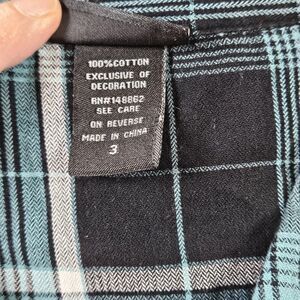 100%COTTON
EXCLUSIVE OF
DECORATION
RN#148862
SEE CARE
ON REVERSE
MADE IN CHINA
3